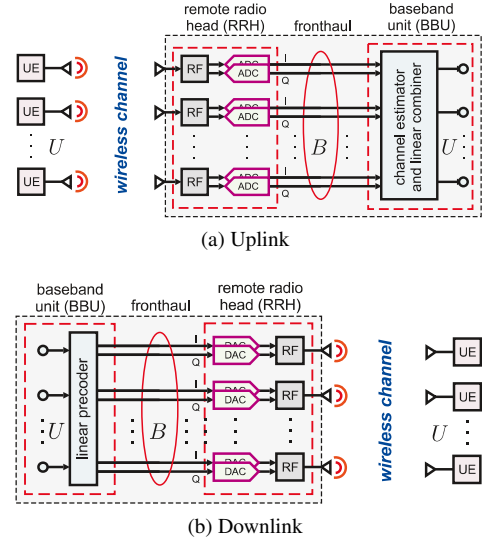 remote radio
head (RRH)
fronthaul
baseband
unit (BBU)
UE
RF
ADC
ADC
I
Q
UE
RF
ADC
ADC
Q
U
B
U
UE
RF
ADC
ADC
Q
wireless channel
channel estimator
and linear combiner
(a) Uplink
baseband
unit (BBU)
fronthaul
remote radio
head (RRH)
I
Q
DAC
DAC
RF
UE
I
Q
DAC
DAC
RF
UE
U
B
U
I
Q
DAC
DAC
RF
UE
linear precoder
wireless channel
(b) Downlink